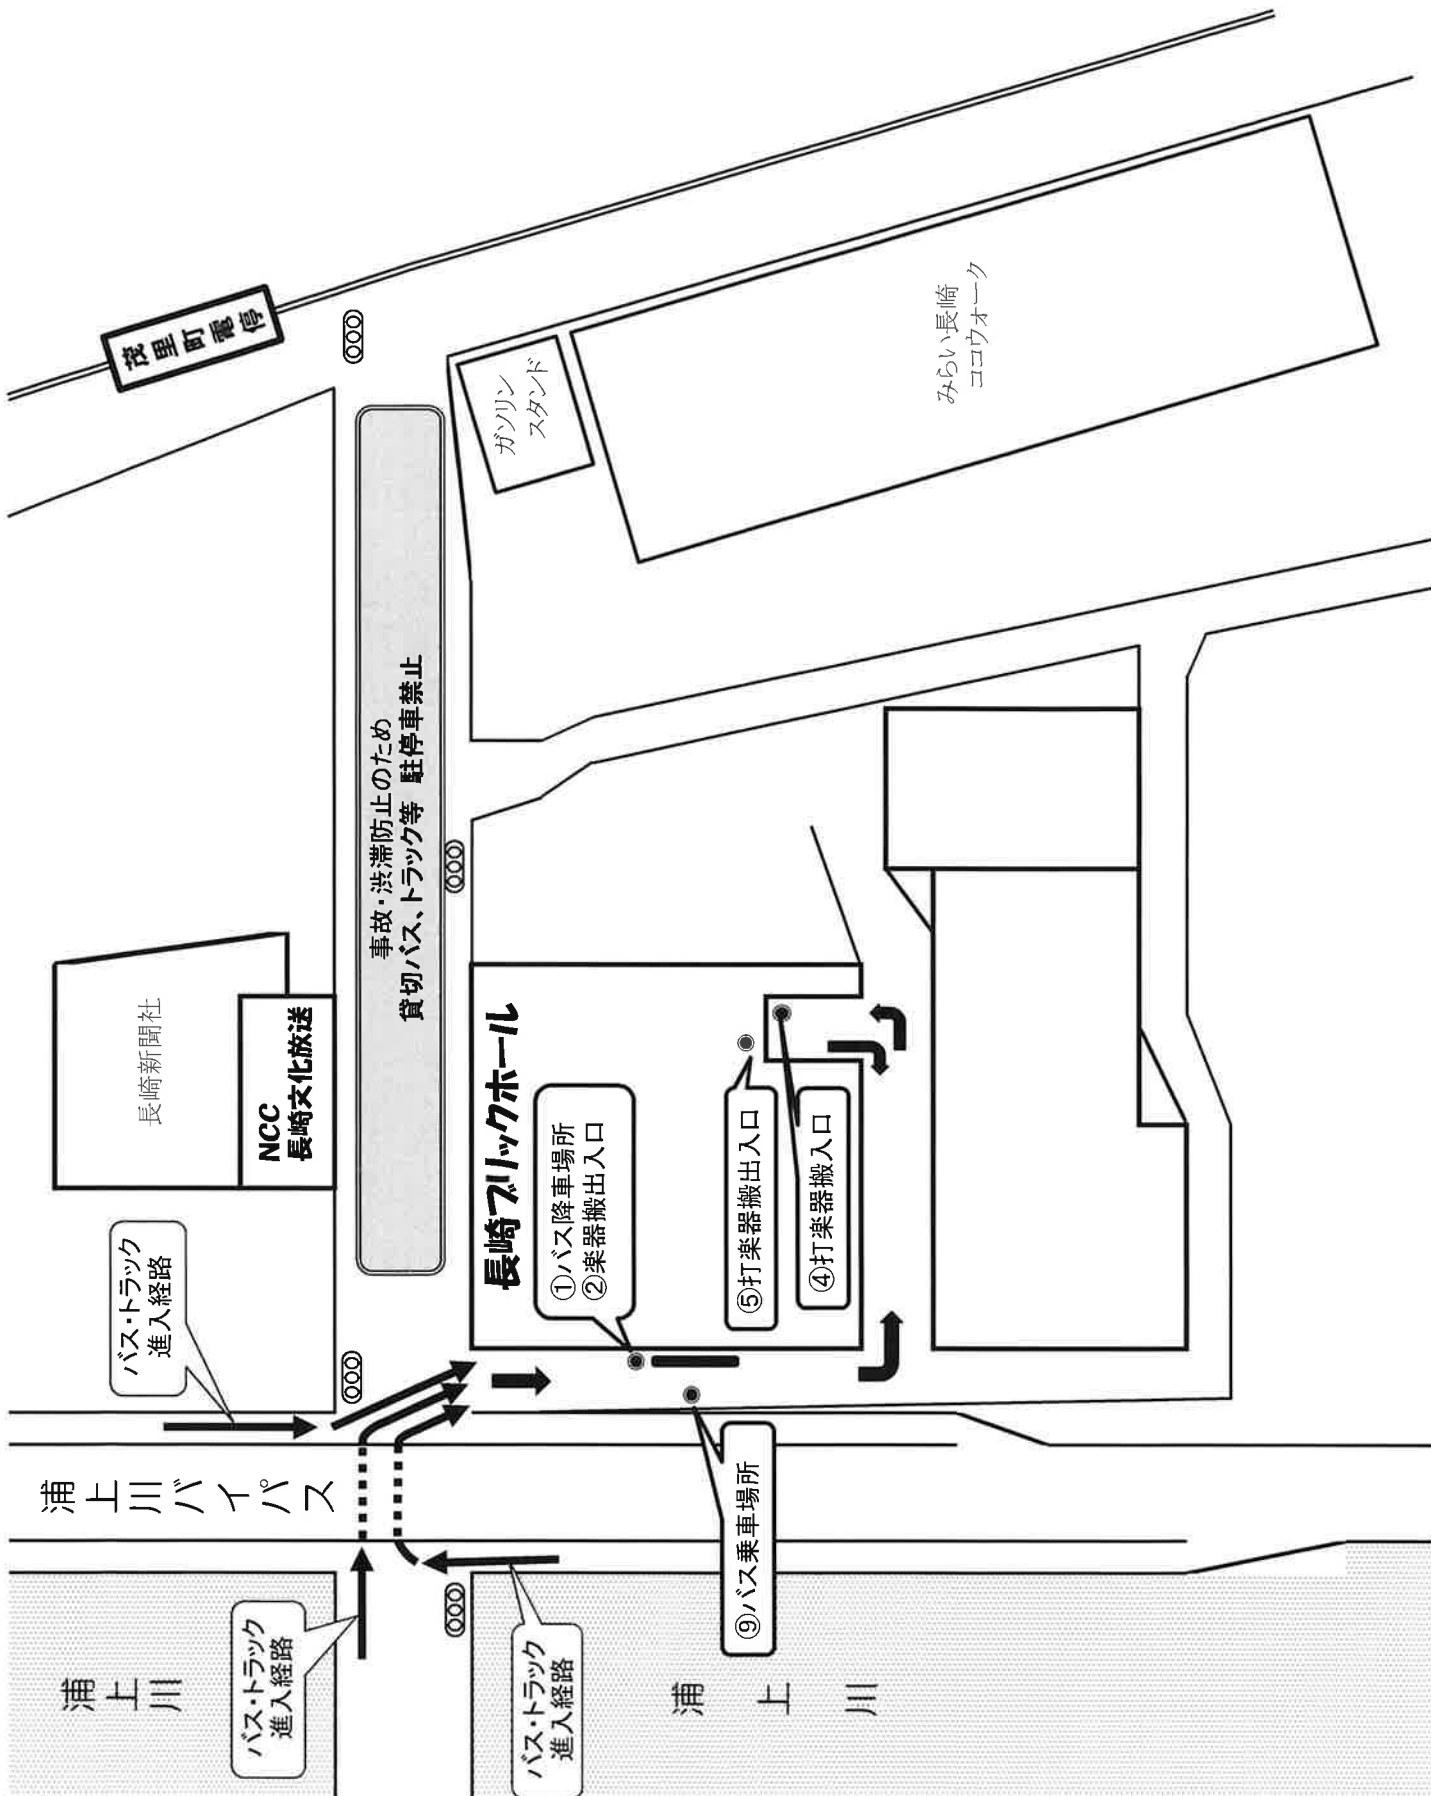 茂里町電停
ガソリン
スタンド
みらい長崎
ココウォーク
事故・渋滞防止のため
貸切バス、トラック等 駐停車禁止
長崎新聞社
NCC
長崎文化放送
長崎ブリックホール
①バス降車場所
②楽器搬出入口
⑤打楽器搬出入口
④打楽器搬入口
バス・トラック
進入経路
浦上川バイパス
⑨バス乗車場所
浦上川
バス・トラック
進入経路
バス・トラック
進入経路
浦上川